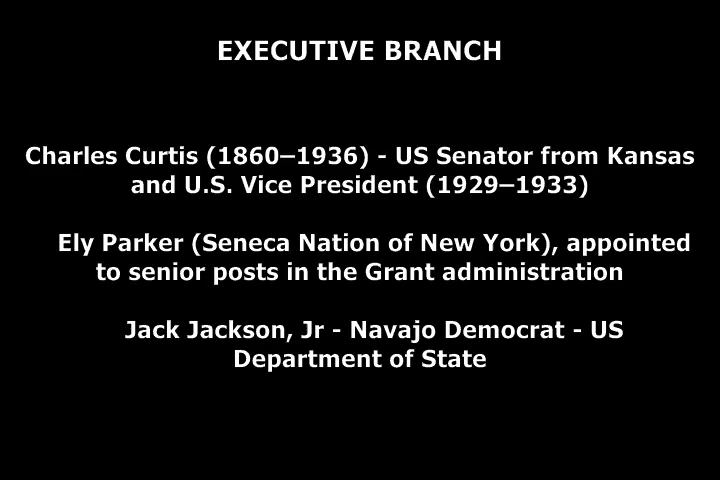 EXECUTIVE BRANCH
Charles Curtis (1860–1936) - US Senator from Kansas
and U.S. Vice President (1929–1933)
Ely Parker (Seneca Nation of New York), appointed
to senior posts in the Grant administration
Jack Jackson, Jr - Navajo Democrat - US
Department of State